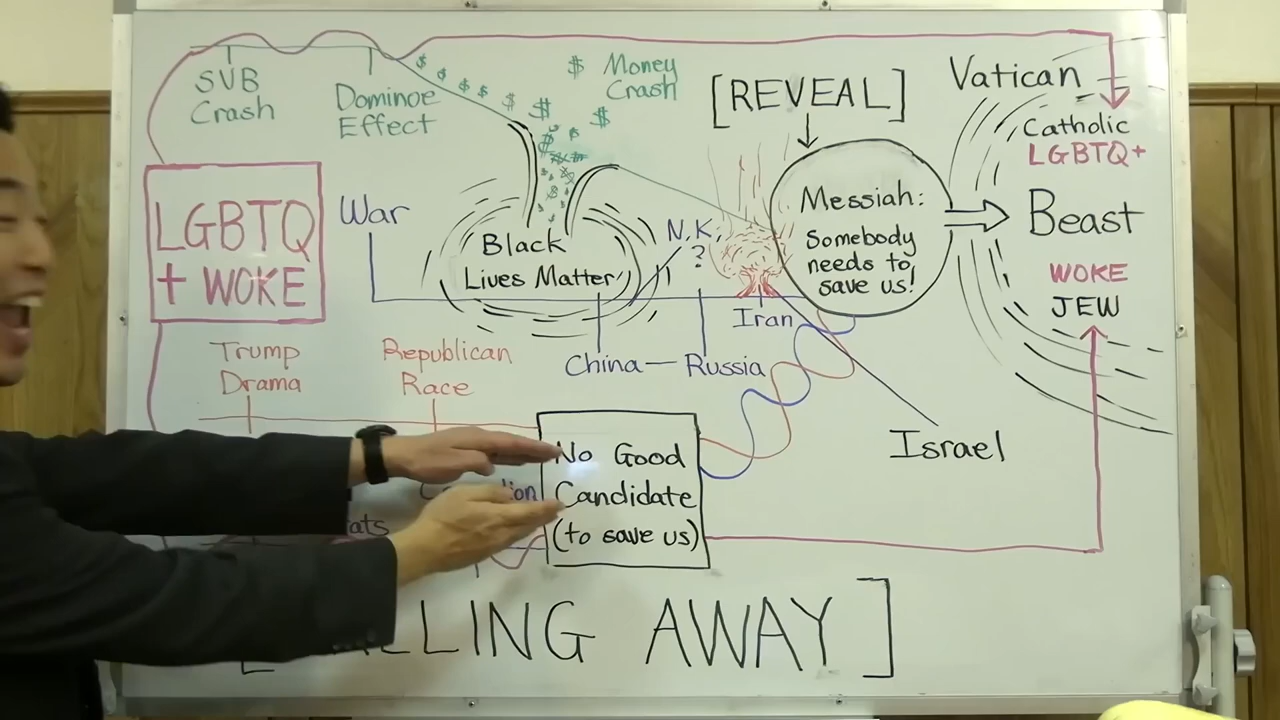 SVB
Crash
Dominoe
Effect
$ $ $ $ $ $ $
$ Money
Crash
[REVEAL]
Vatican
Catholic
LGBTQ+
LGBTQ
+ WOKE
War
Black
Lives Matter
N.K.
?
Messiah:
Somebody
needs to
save us!
Beast
WOKE
JEW
Iran
China — Russia
Trump
Drama
Republican
Race
Israel
No Good
Candidate
(to save us)
[ LLING AWAY ]